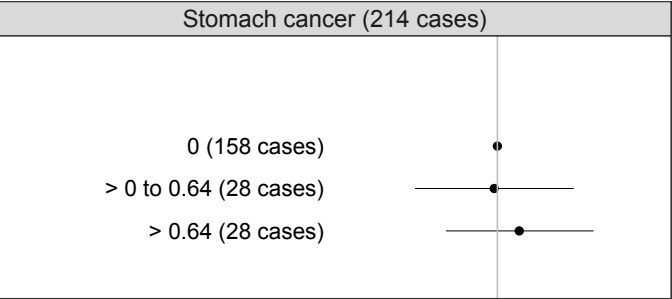 Stomach cancer (214 cases)
0 (158 cases)
> 0 to 0.64 (28 cases)
> 0.64 (28 cases)